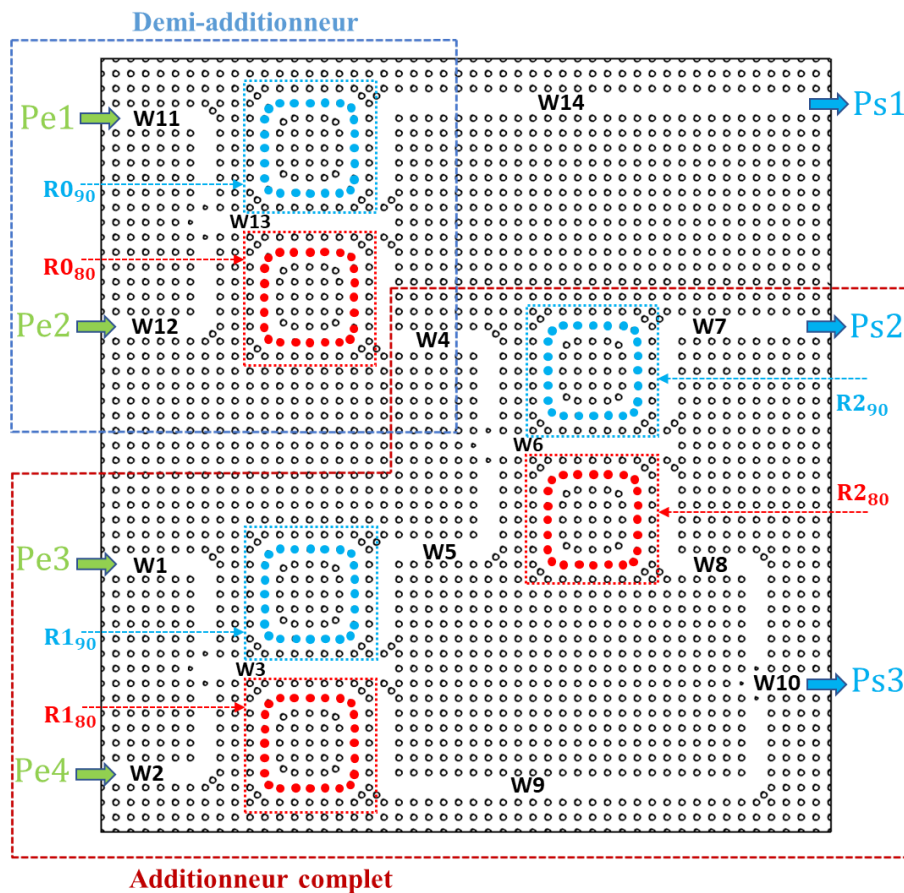 Demi-additionneur
W14
Ps1
Pe1
W11
R0₉₀
W13
R0₈₀
Pe2
W12
W4
W7
Ps2
R2₉₀
W6
R2₈₀
W5
W8
Pe3
W1
R1₉₀
W3
W10
Ps3
R1₈₀
Pe4
W2
W9
Additionneur complet